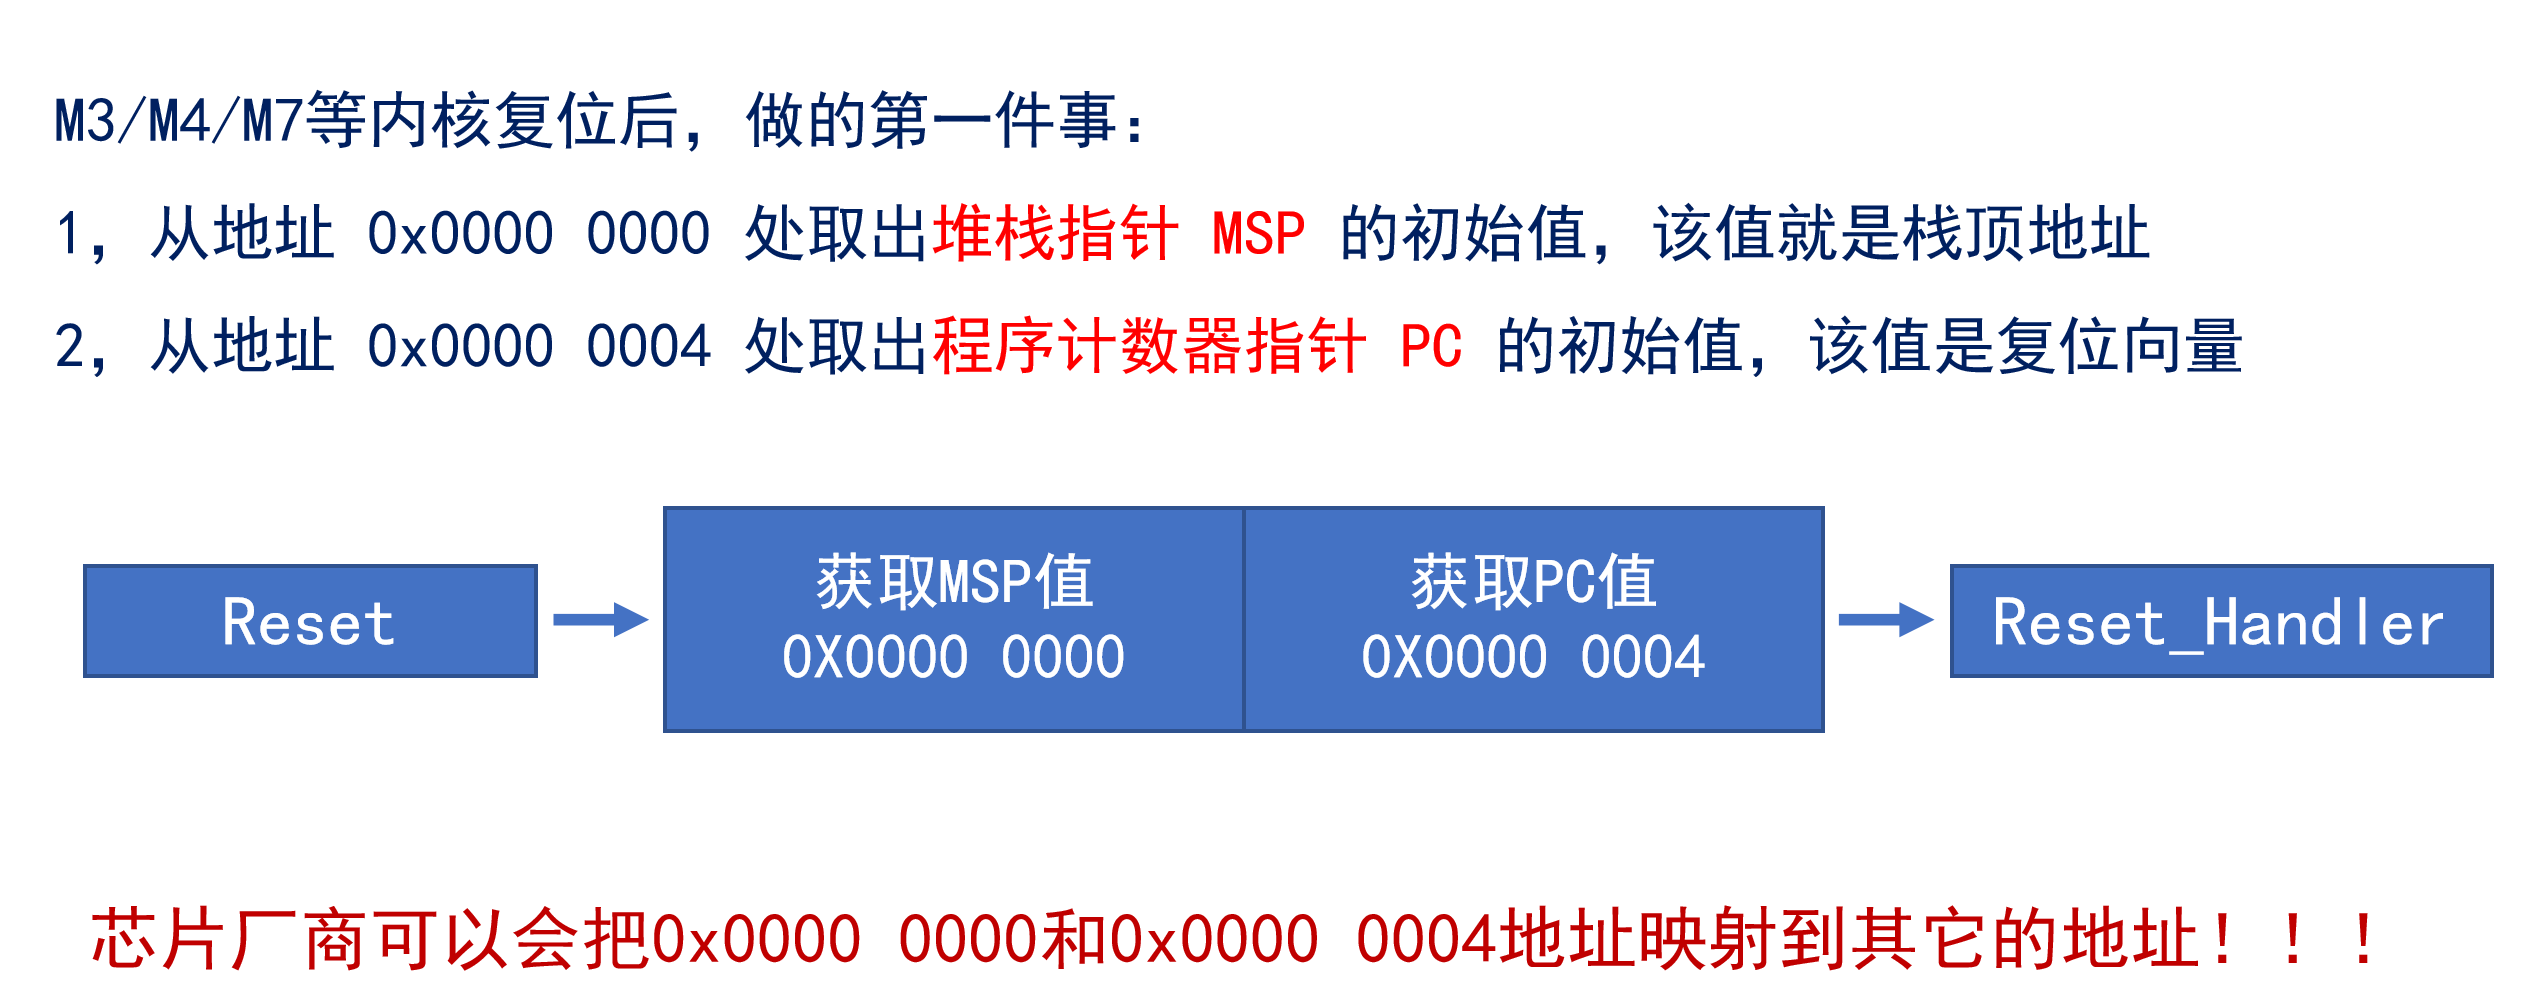 M3/M4/M7等内核复位后，做的第一件事：
1，从地址 0x0000 0000 处取出堆栈指针 MSP 的初始值，该值就是栈顶地址
2，从地址 0x0000 0004 处取出程序计数器指针 PC 的初始值，该值是复位向量
Reset
获取MSP值
0X0000 0000
获取PC值
0X0000 0004
Reset_Handler
芯片厂商可以会把0x0000 0000和0x0000 0004地址映射到其它的地址！！！